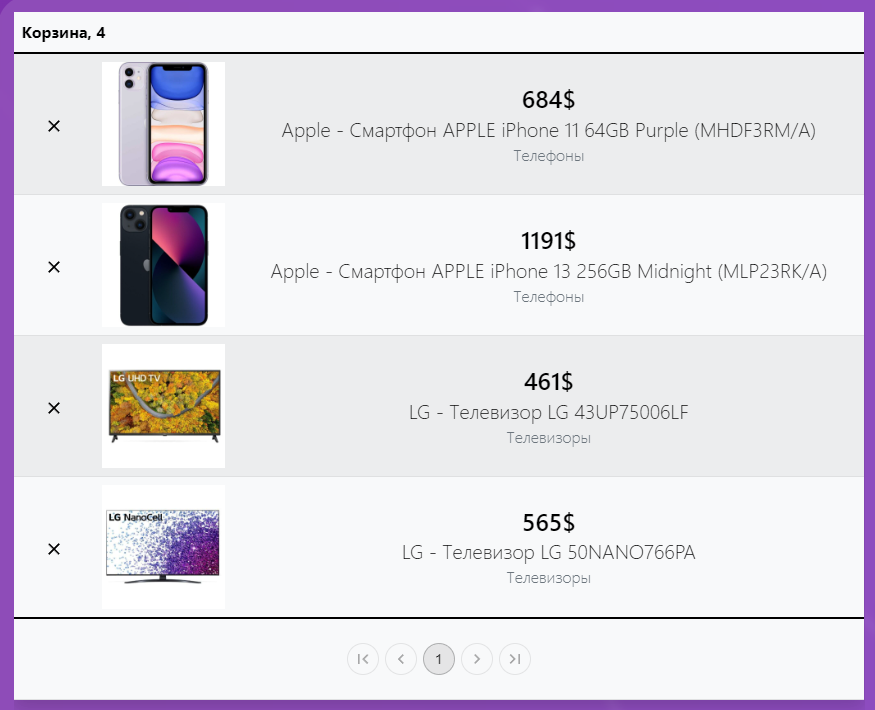 Корзина, 4
684$
Apple - Смартфон APPLE iPhone 11 64GB Purple (MHDF3RM/A)
Телефоны
1191$
Apple - Смартфон APPLE iPhone 13 256GB Midnight (MLP23RK/A)
Телефоны
LG UHD TV
461$
LG - Телевизор LG 43UP75006LF
Телевизоры
LG NanoCell
565$
LG - Телевизор LG 50NANO766PA
Телевизоры
1